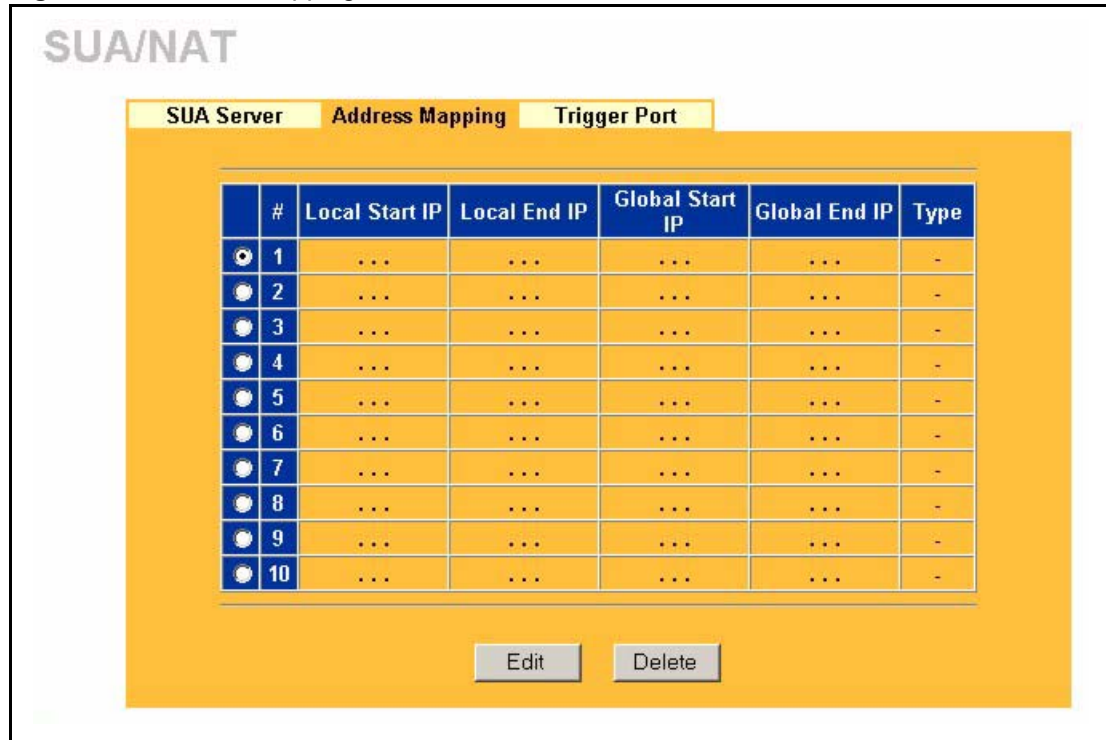 SUA/NAT
SUA Server Address Mapping Trigger Port
# Local Start IP Local End IP Global Start IP Global End IP Type
1 ... ... ... ... -
2 ... ... ... ... -
3 ... ... ... ... -
4 ... ... ... ... -
5 ... ... ... ... -
6 ... ... ... ... -
7 ... ... ... ... -
8 ... ... ... ... -
9 ... ... ... ... -
10 ... ... ... ... -
Edit Delete